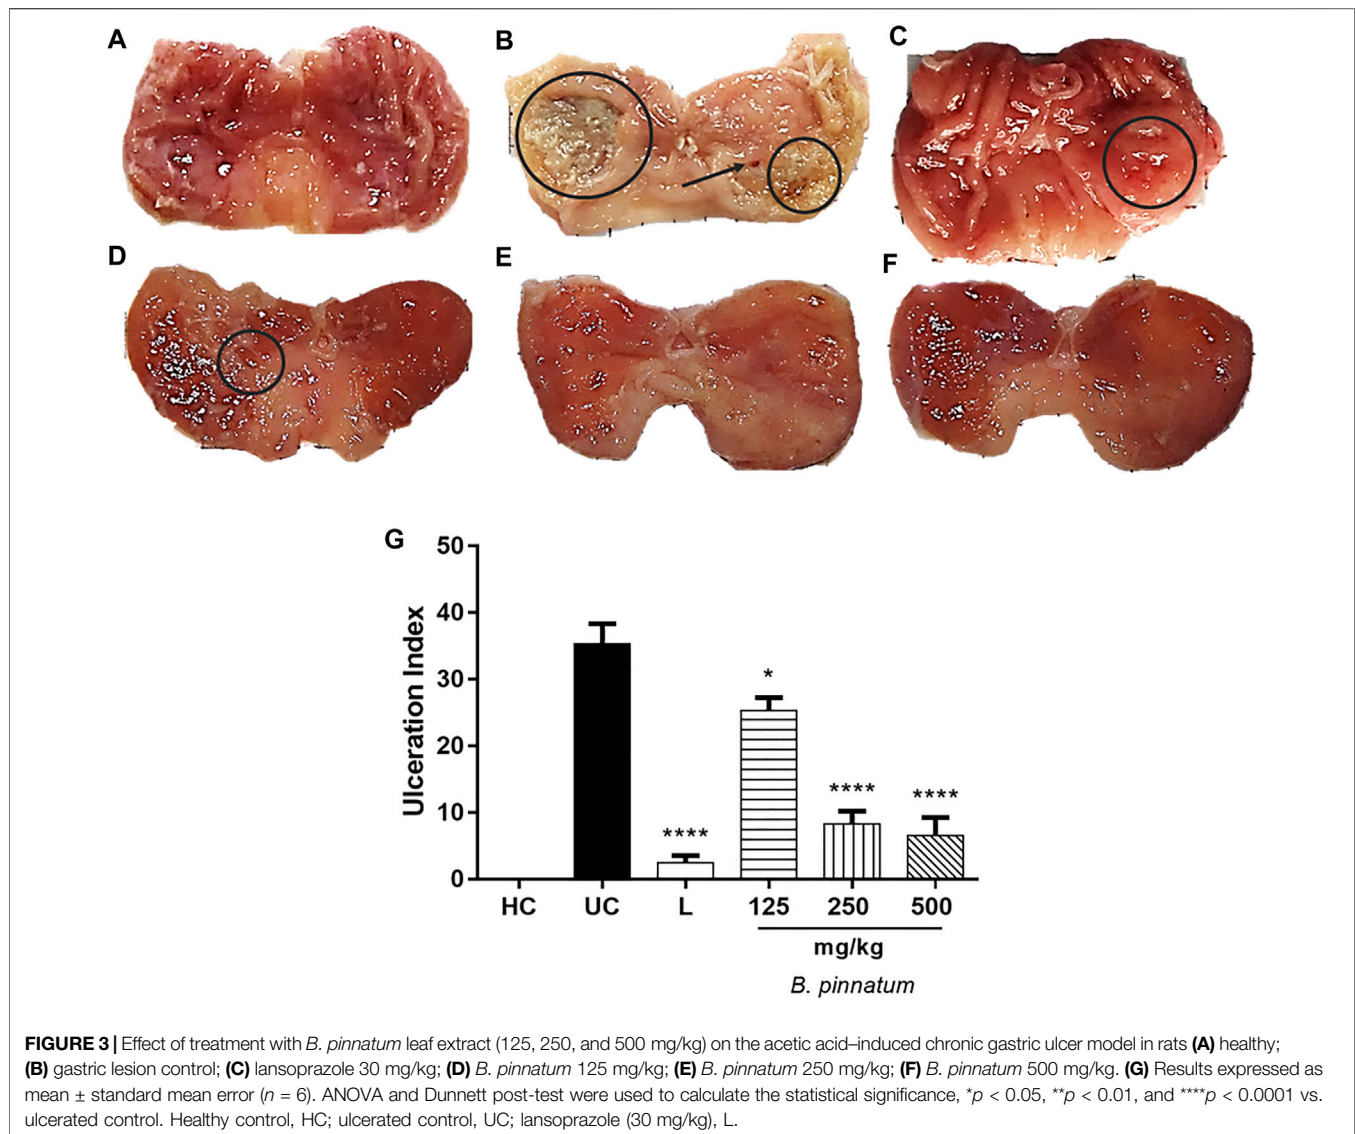 A
B
C
D
E
F
G
50
40
30
20
10
0
Ulceration Index
*
****
****
****
HC UC L 125 250 500
mg/kg
B. pinnatum
FIGURE 3 | Effect of treatment with B. pinnatum leaf extract (125, 250, and 500 mg/kg) on the acetic acid–induced chronic gastric ulcer model in rats (A) healthy;
(B) gastric lesion control; (C) lansoprazole 30 mg/kg; (D) B. pinnatum 125 mg/kg; (E) B. pinnatum 250 mg/kg; (F) B. pinnatum 500 mg/kg. (G) Results expressed as
mean ± standard mean error (n = 6). ANOVA and Dunnett post-test were used to calculate the statistical significance, *p < 0.05, **p < 0.01, and ****p < 0.0001 vs.
ulcerated control. Healthy control, HC; ulcerated control, UC; lansoprazole (30 mg/kg), L.